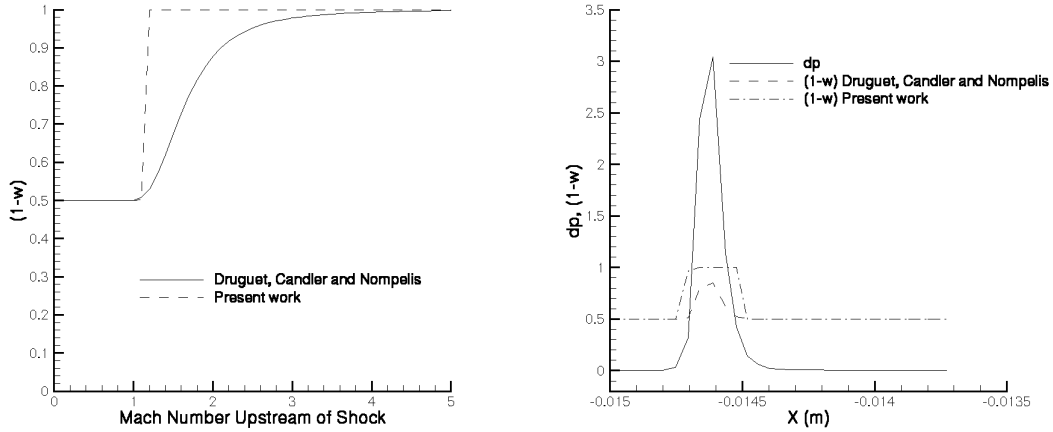 1
0.9
0.8
0.7
0.6
0.5
0.4
0.3
0.2
0.1
0
(1-w)
Druguet, Candler and Nompelis
Present work
0 1 2 3 4 5
Mach Number Upstream of Shock
3.5
3
2.5
2
1.5
1
0.5
0
dp, (1-w)
dp
(1-w) Druguet, Candler and Nompelis
(1-w) Present work
-0.015 -0.0145 -0.014 -0.0135
X (m)